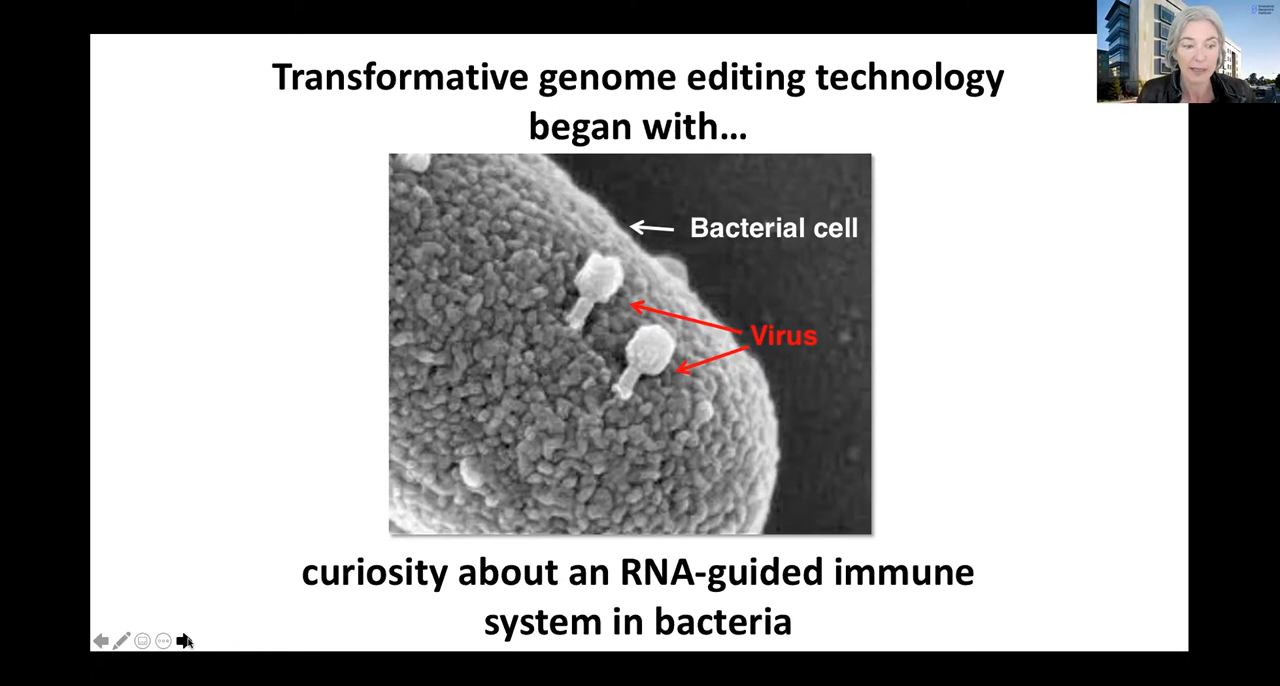 Transformative genome editing technology
began with...
Bacterial cell
Virus
curiosity about an RNA-guided immune
system in bacteria